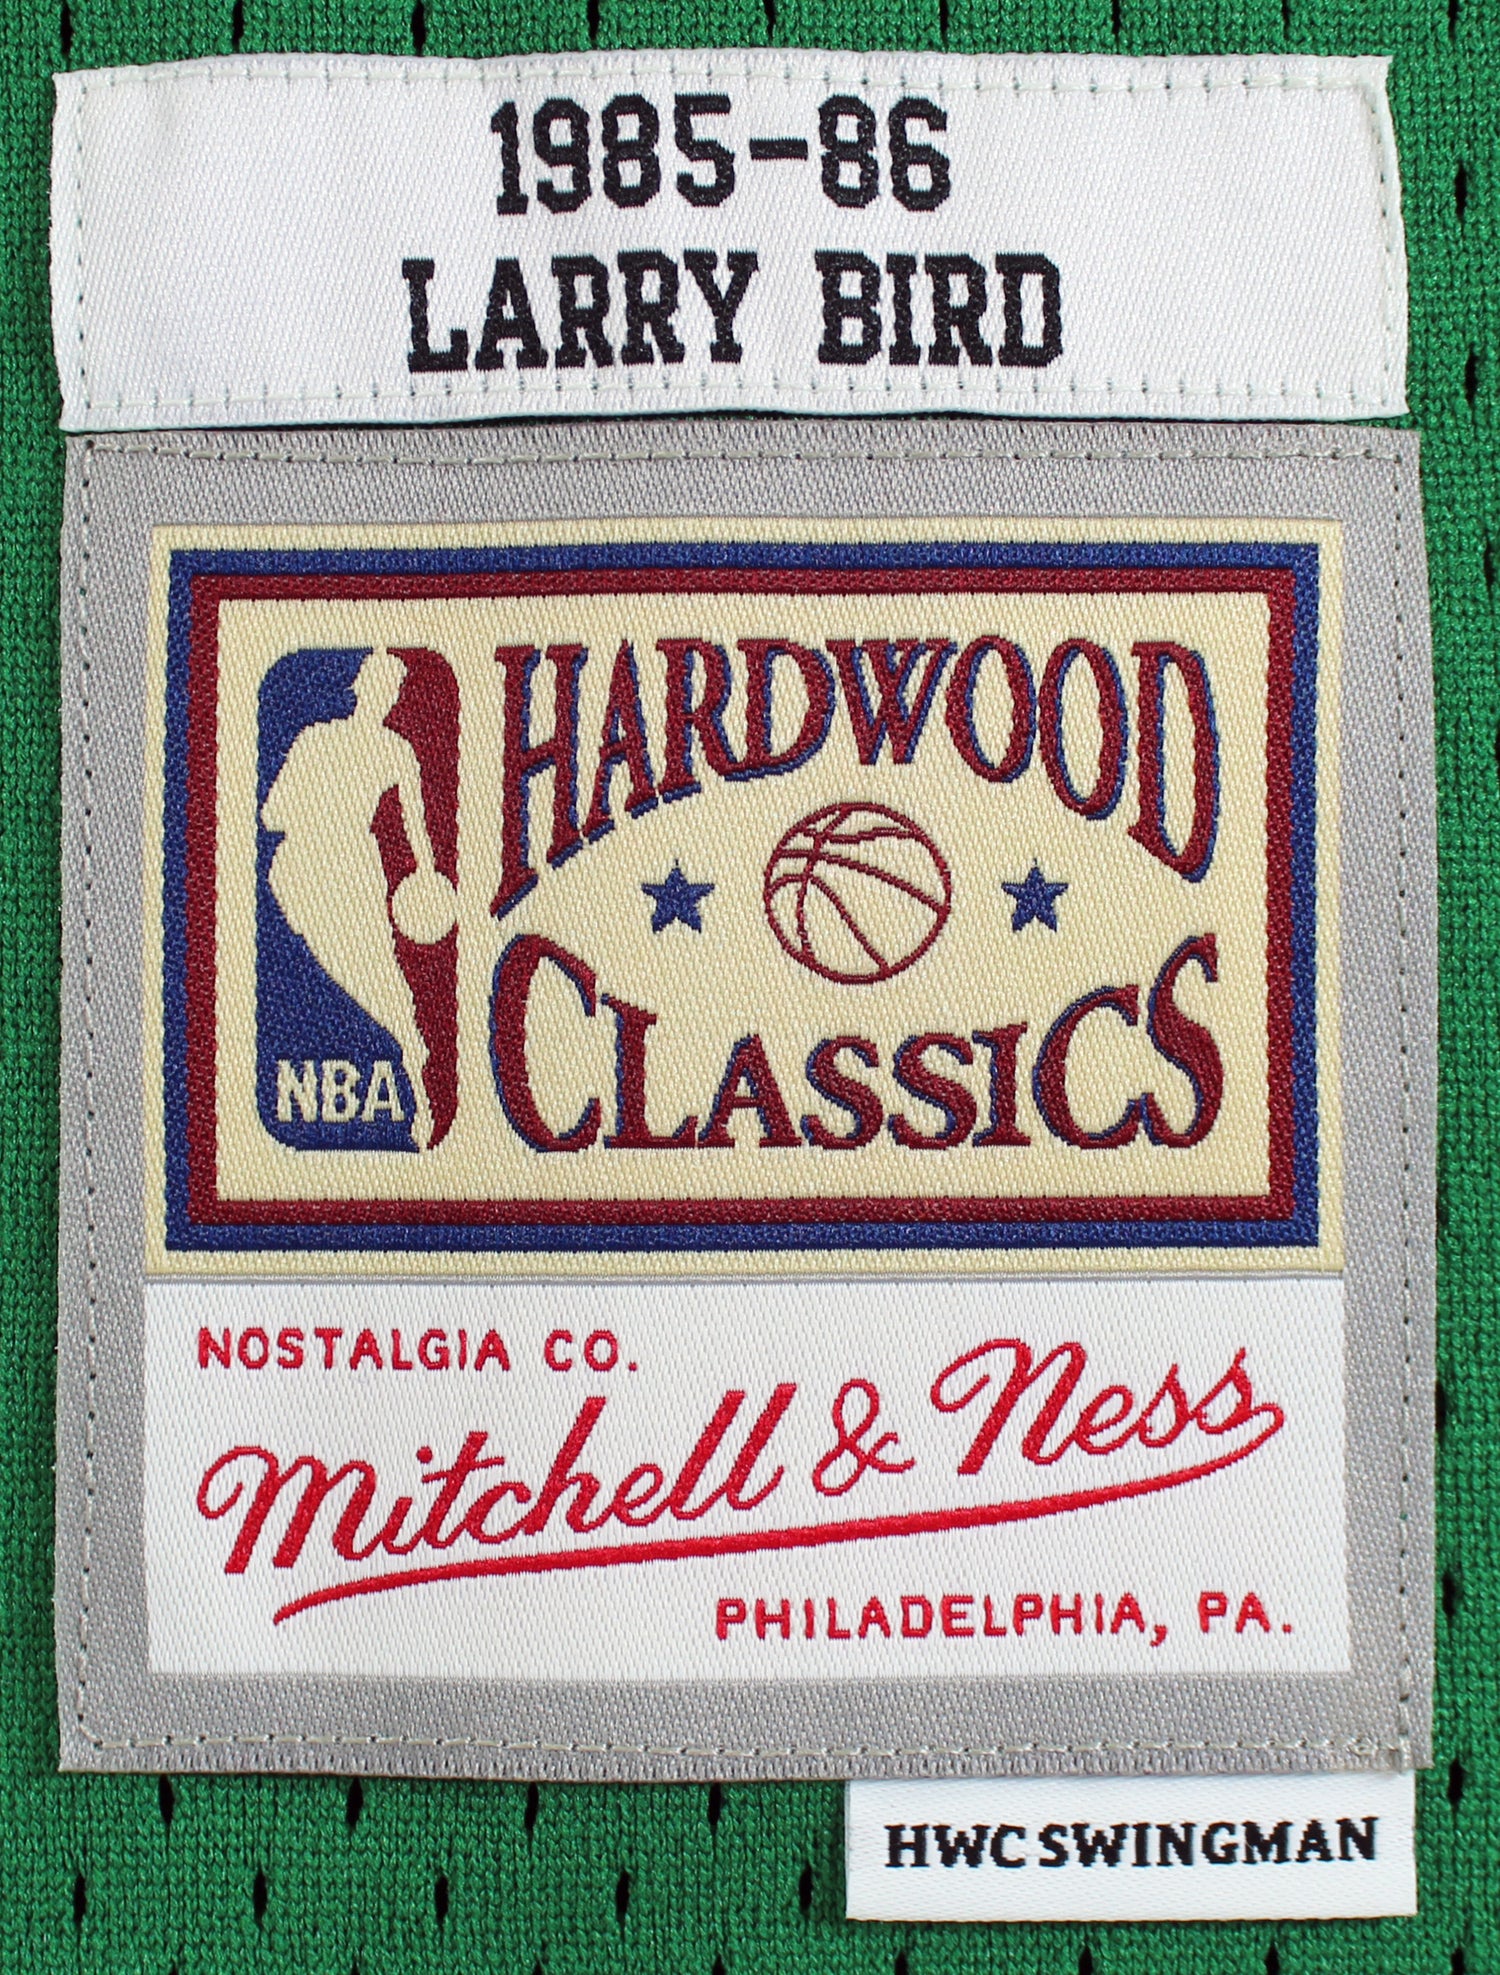 1985-86
LARRY BIRD
HARDWOOD
CLASSICS
NBA
NOSTALGIA CO.
Mitchell & Ness
PHILADELPHIA, PA.
HWC SWINGMAN